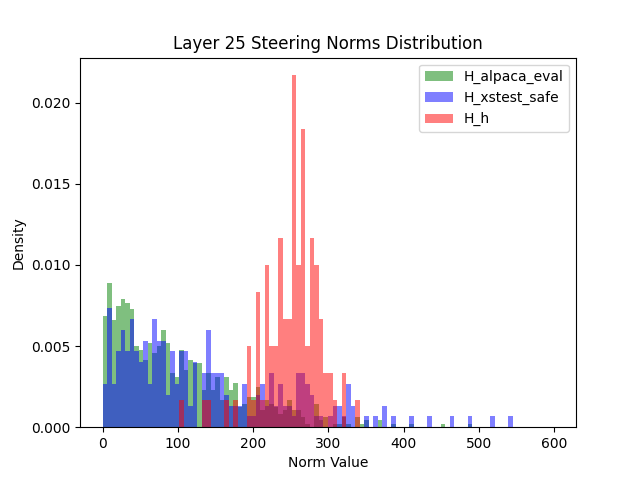 Layer 25 Steering Norms Distribution
H_alpaca_eval
H_xstest_safe
H_h
Density
0.020
0.015
0.010
0.005
0.000
0
100
200
300
400
500
600
Norm Value